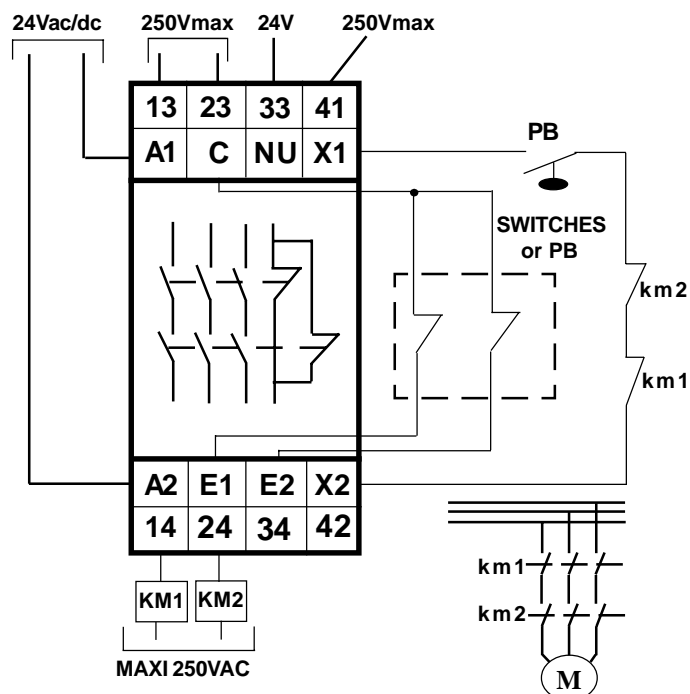 24Vac/dc 250Vmax 24V 250Vmax
13 23 33 41
A1 C NU X1
PB
SWITCHES
or PB
km2
km1
A2 E1 E2 X2
14 24 34 42
KM1 KM2
MAXI 250VAC
km1
km2
M